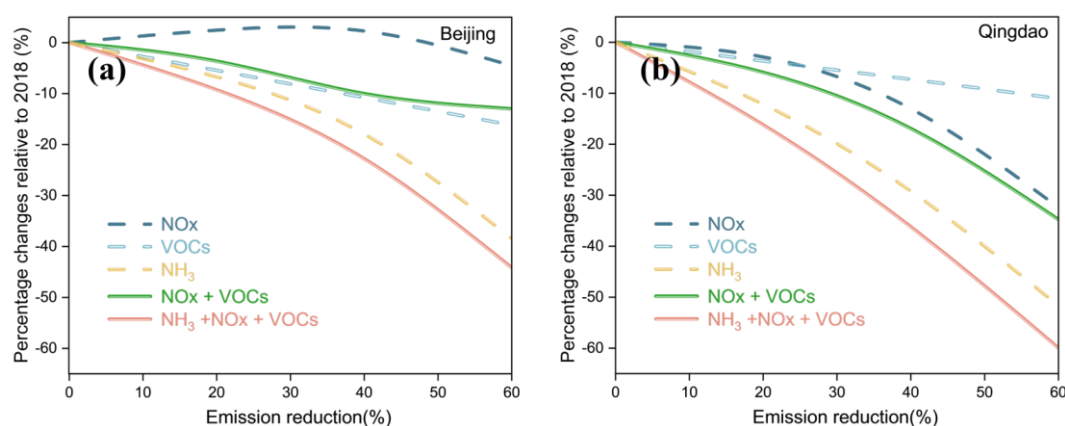 Beijing
(a)
Percentage changes relative to 2018 (%)
0
-10
-20
-30
-40
-50
-60
NOx
VOCs
NH₃
NOx + VOCs
NH₃ +NOx + VOCs
0 10 20 30 40 50 60
Emission reduction(%)
Qingdao
(b)
Percentage changes relative to 2018 (%)
0
-10
-20
-30
-40
-50
-60
NOx
VOCs
NH₃
NOx + VOCs
NH₃ +NOx + VOCs
0 10 20 30 40 50 60
Emission reduction(%)